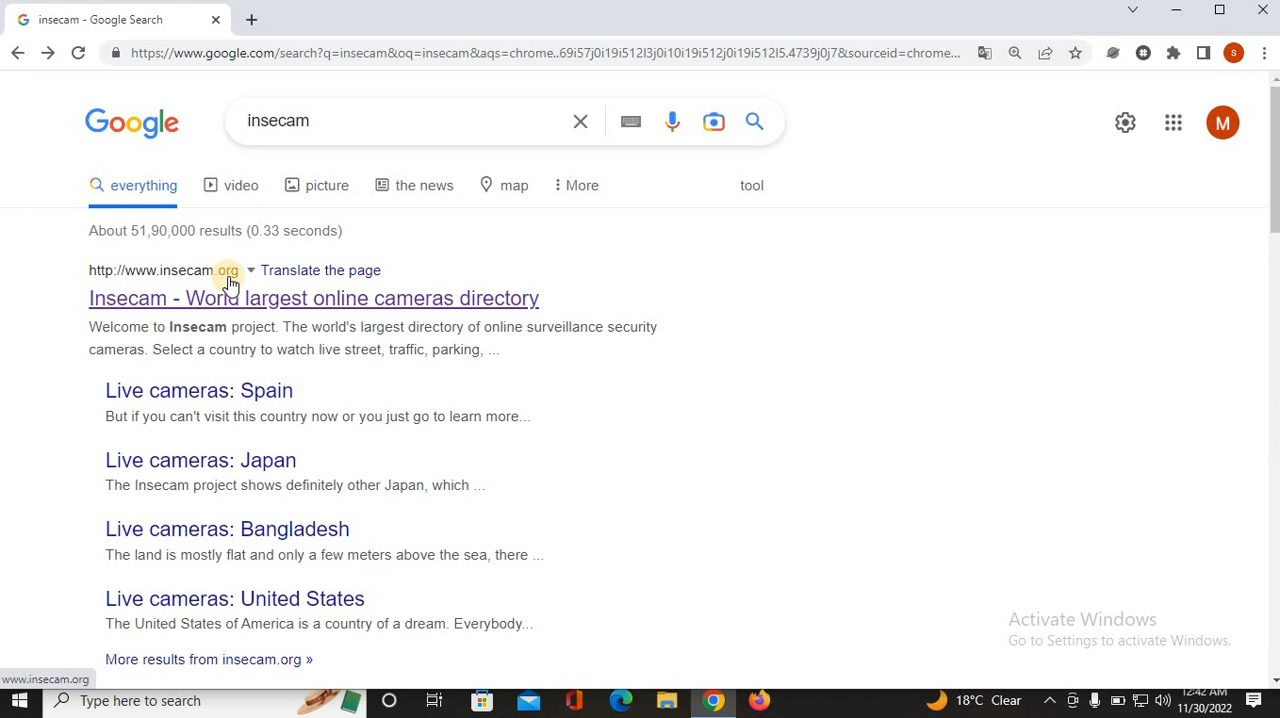 insecam - Google Search
https://www.google.com/search?q=insecam&oq=insecam&aqs=chrome..69i57j0i19i512l3j0i10i19i512j0i19i512l5.4739j0j7&sourceid=chrome...
S
Google
insecam
M
everything
video
picture
the news
map
More
tool
About 51,90,000 results (0.33 seconds)
http://www.insecam.org
Translate the page
Insecam - World largest online cameras directory
Welcome to Insecam project. The world's largest directory of online surveillance security
cameras. Select a country to watch live street, traffic, parking, ...
Live cameras: Spain
But if you can't visit this country now or you just go to learn more...
Live cameras: Japan
The Insecam project shows definitely other Japan, which ...
Live cameras: Bangladesh
The land is mostly flat and only a few meters above the sea, there ...
Live cameras: United States
The United States of America is a country of a dream. Everybody...
More results from insecam.org »
Activate Windows
Go to Settings to activate Windows.
www.insecam.org
Type here to search
18°C Clear
12:42 AM
11/30/2022